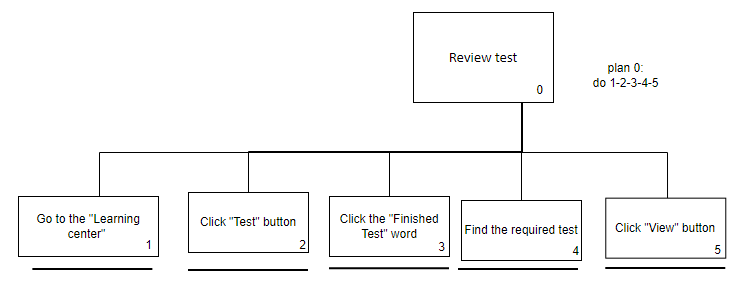 Review test
0
plan 0:
do 1-2-3-4-5
Go to the "Learning
center"
1
Click "Test" button
2
Click the "Finished
Test" word
3
Find the required test
4
Click "View" button
5